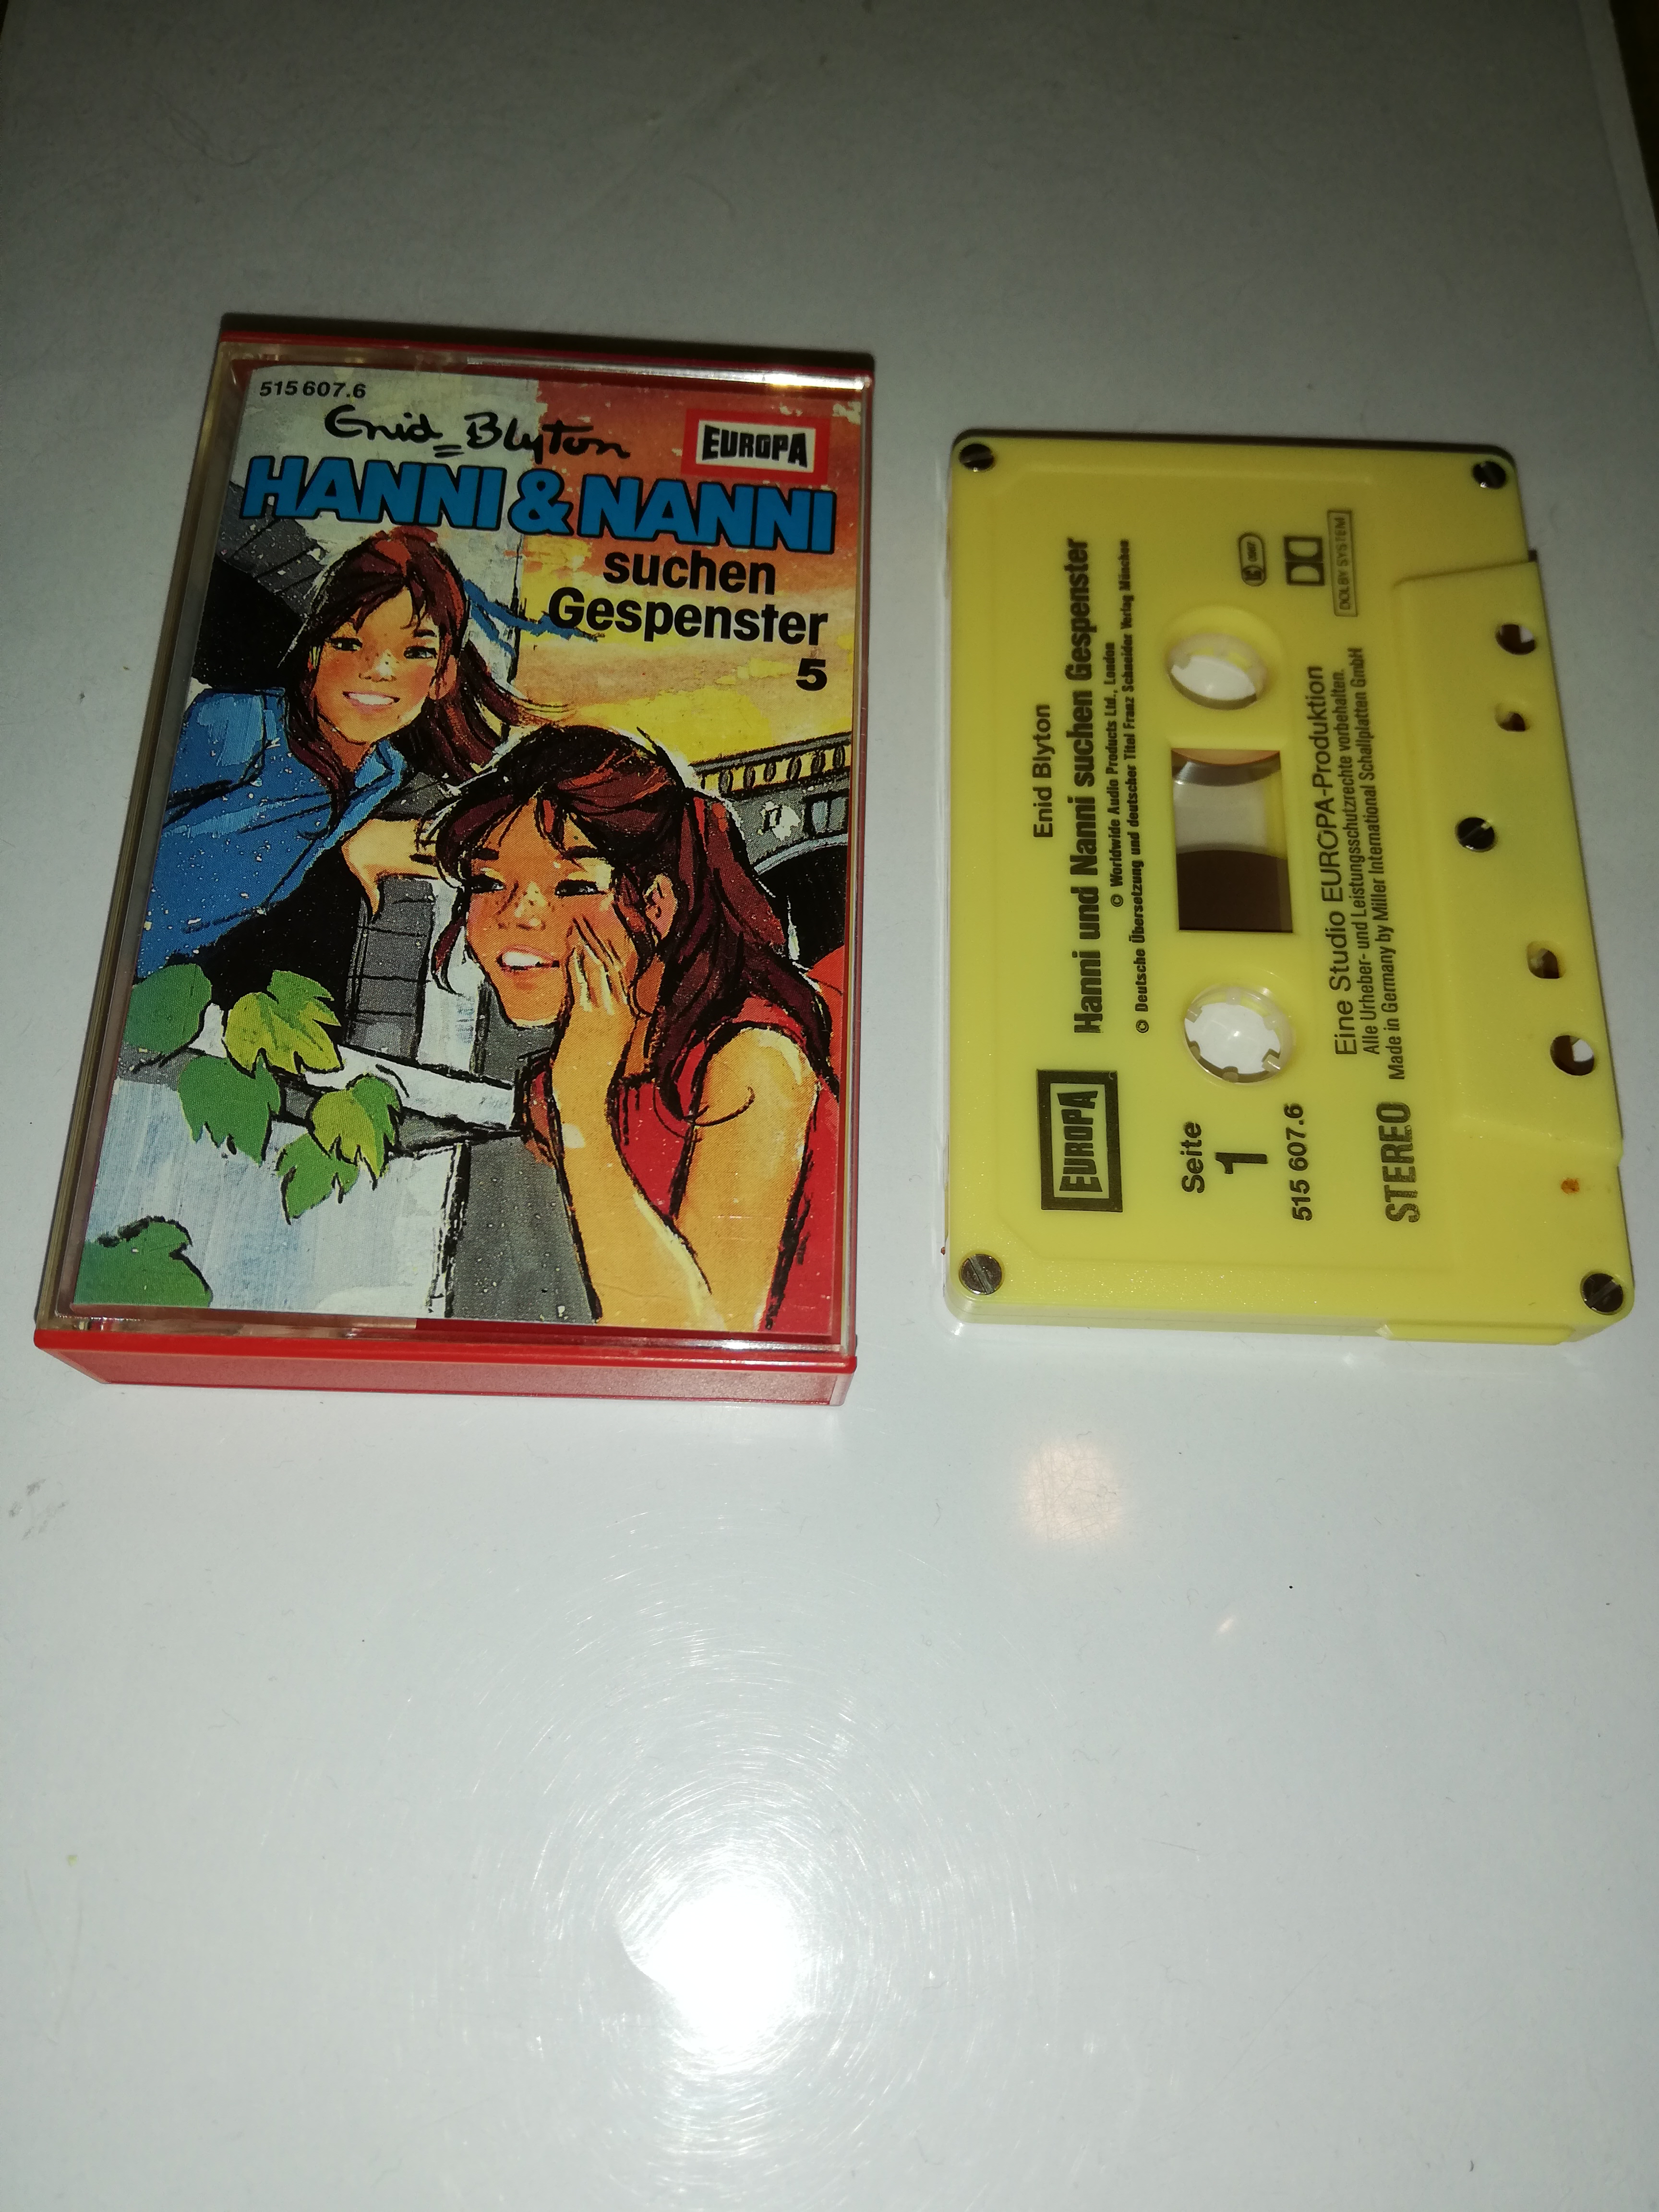 515 607.6
Enid Blyton
EUROPA
HANNI & NANNI
suchen
Gespenster
5
Enid Blyton
Hanni und Nanni suchen Gespenster
© Worldwide Audio Products Ltd., London
© Deutsche Übersetzung und deutscher Titel Franz Schneider Verlag München
EUROPA
Seite
1
515 607.6
STEREO
DOLBY SYSTEM
Eine Studio EUROPA-Produktion
Alle Urheber- und Leistungsschutzrechte vorbehalten.
Made in Germany by Miller International Schallplatten GmbH